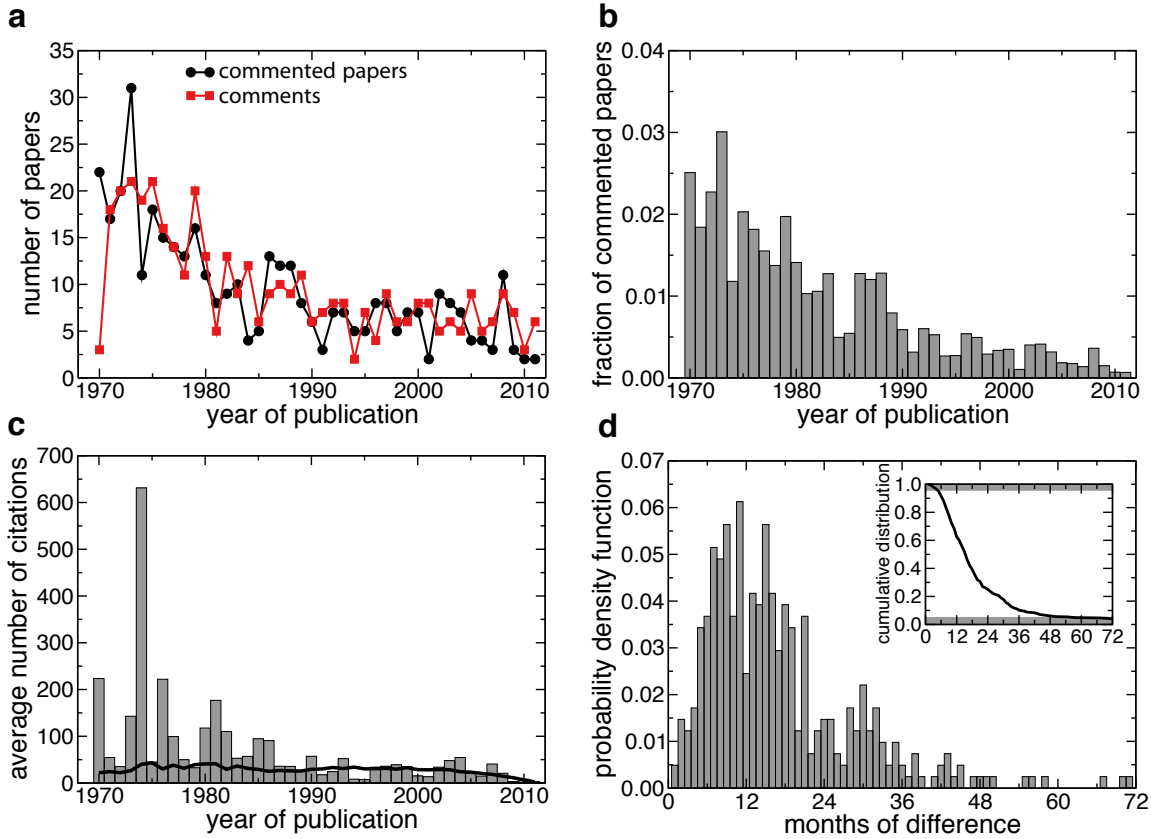 a
35
30
25
20
15
10
5
0
1970 1980 1990 2000 2010
number of papers
year of publication
commented papers
comments
b
0.04
0.03
0.02
0.01
0.00
1970 1980 1990 2000 2010
fraction of commented papers
year of publication
c
700
600
500
400
300
200
100
0
1970 1980 1990 2000 2010
average number of citations
year of publication
d
0.07
0.06
0.05
0.04
0.03
0.02
0.01
0.00
0 12 24 36 48 60 72
probability density function
months of difference
1.0
0.8
0.6
0.4
0.2
0.0
0 12 24 36 48 60 72
cumulative distribution